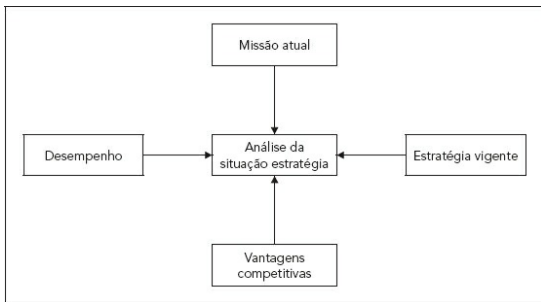 Missão atual
Desempenho
Análise da
situação estratégia
Estratégia vigente
Vantagens
competitivas